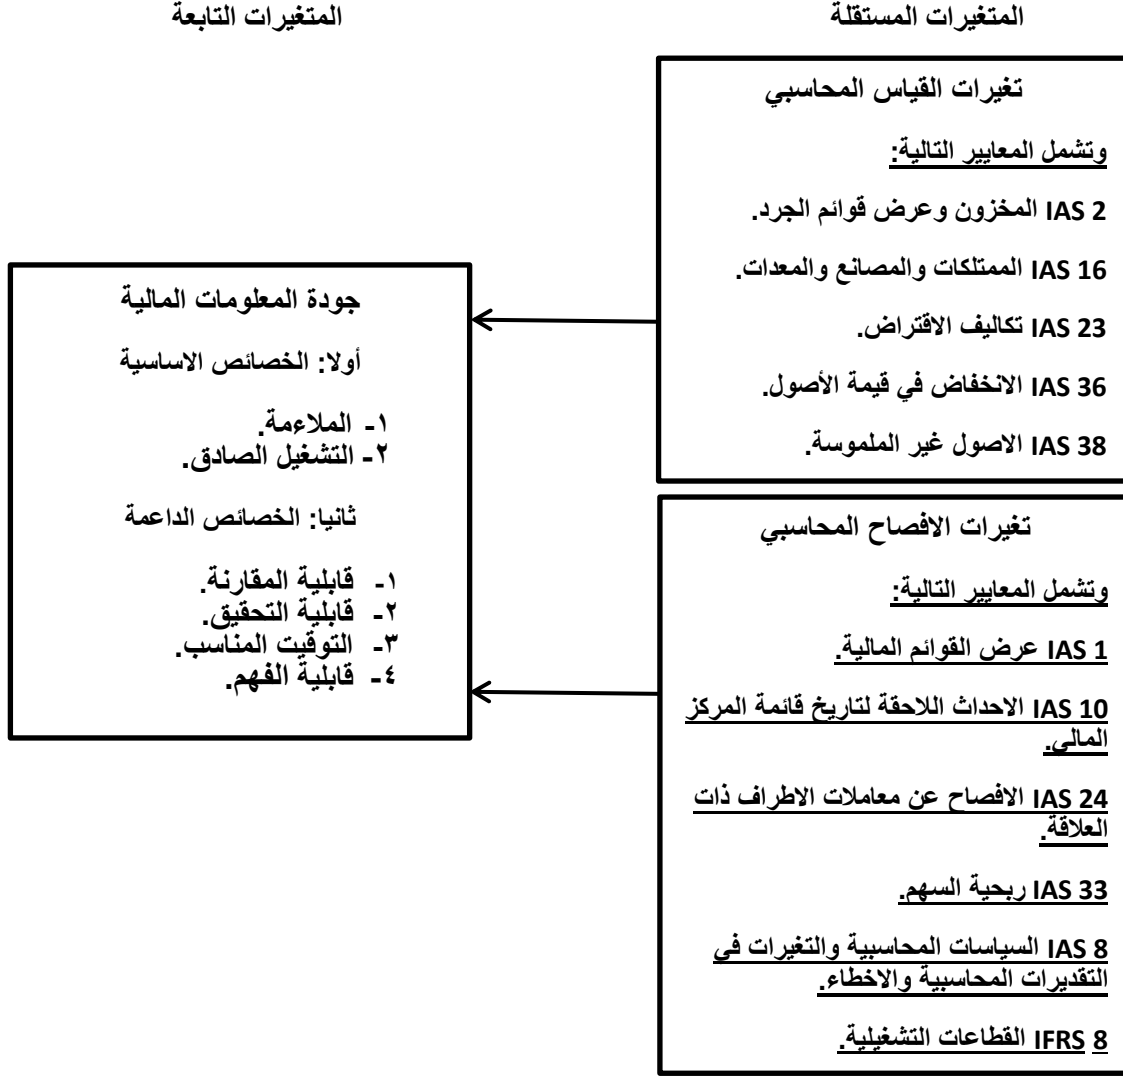 المتغيرات المستقلة
المتغيرات التابعة
تغيرات القياس المحاسبي
وتشمل المعايير التالية:
IAS 2 المخزون وعرض قوائم الجرد.
IAS 16 الممتلكات والمصانع والمعدات.
IAS 23 تكاليف الاقتراض.
IAS 36 الانخفاض في قيمة الأصول.
IAS 38 الاصول غير الملموسة.
تغيرات الافصاح المحاسبي
وتشمل المعايير التالية:
IAS 1 عرض القوائم المالية.
IAS 10 الاحداث اللاحقة لتاريخ قائمة المركز
المالي.
IAS 24 الافصاح عن معاملات الاطراف ذات
العلاقة.
IAS 33 ربحية السهم.
IAS 8 السياسات المحاسبية والتغيرات في
التقديرات المحاسبية والاخطاء.
IFRS 8 القطاعات التشغيلية.
جودة المعلومات المالية
أولا: الخصائص الاساسية
١- الملاءمة.
٢- التشغيل الصادق.
ثانيا: الخصائص الداعمة
١- قابلية المقارنة.
٢- قابلية التحقيق.
٣- التوقيت المناسب.
٤- قابلية الفهم.